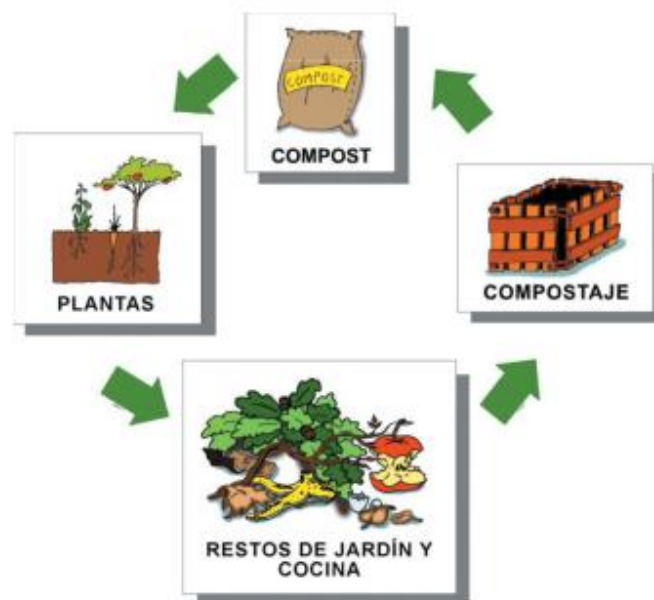 COMPOST
COMPOST
PLANTAS
COMPOSTAJE
RESTOS DE JARDÍN Y
COCINA